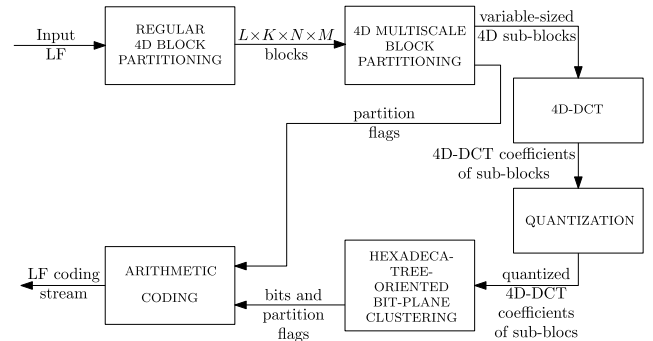 Input
LF
REGULAR
4D BLOCK
PARTITIONING
L×K×N×M
blocks
4D MULTISCALE
BLOCK
PARTITIONING
variable-sized
4D sub-blocks
4D-DCT
partition
flags
4D-DCT coefficients
of sub-blocks
QUANTIZATION
quantized
4D-DCT
coefficients
of sub-blocs
HEXADECA-
TREE-
ORIENTED
BIT-PLANE
CLUSTERING
bits and
partition
flags
ARITHMETIC
CODING
LF coding
stream